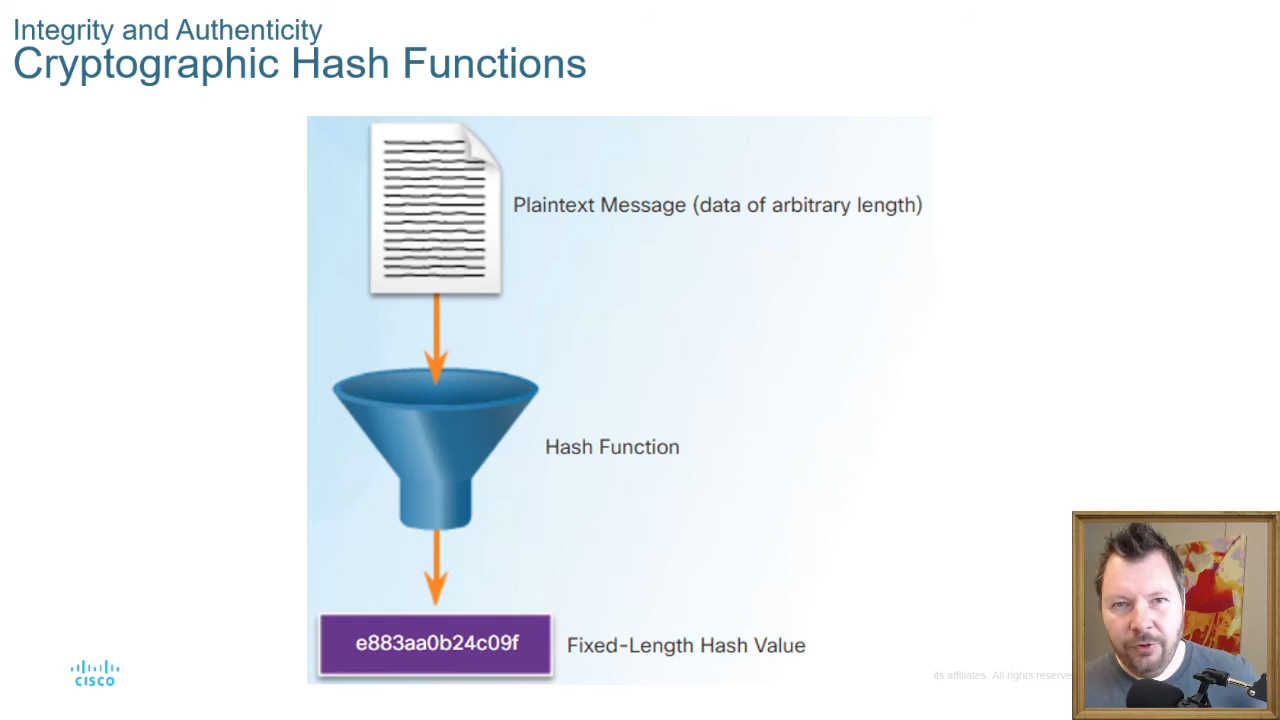 Integrity and Authenticity
Cryptographic Hash Functions
Plaintext Message (data of arbitrary length)
Hash Function
e883aa0b24c09f
Fixed-Length Hash Value
CISCO
its affiliates. All rights reserve